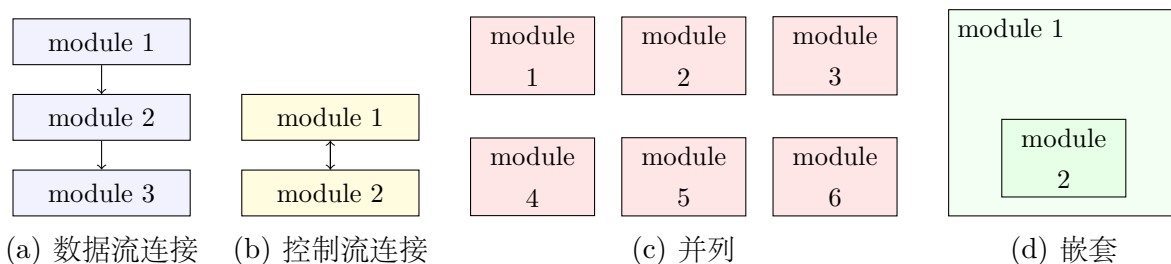 module 1
module 2
module 3
(a) 数据流连接
module 1
module 2
(b) 控制流连接
module
1
module
2
module
3
module
4
module
5
module
6
(c) 并列
module 1
module
2
(d) 嵌套